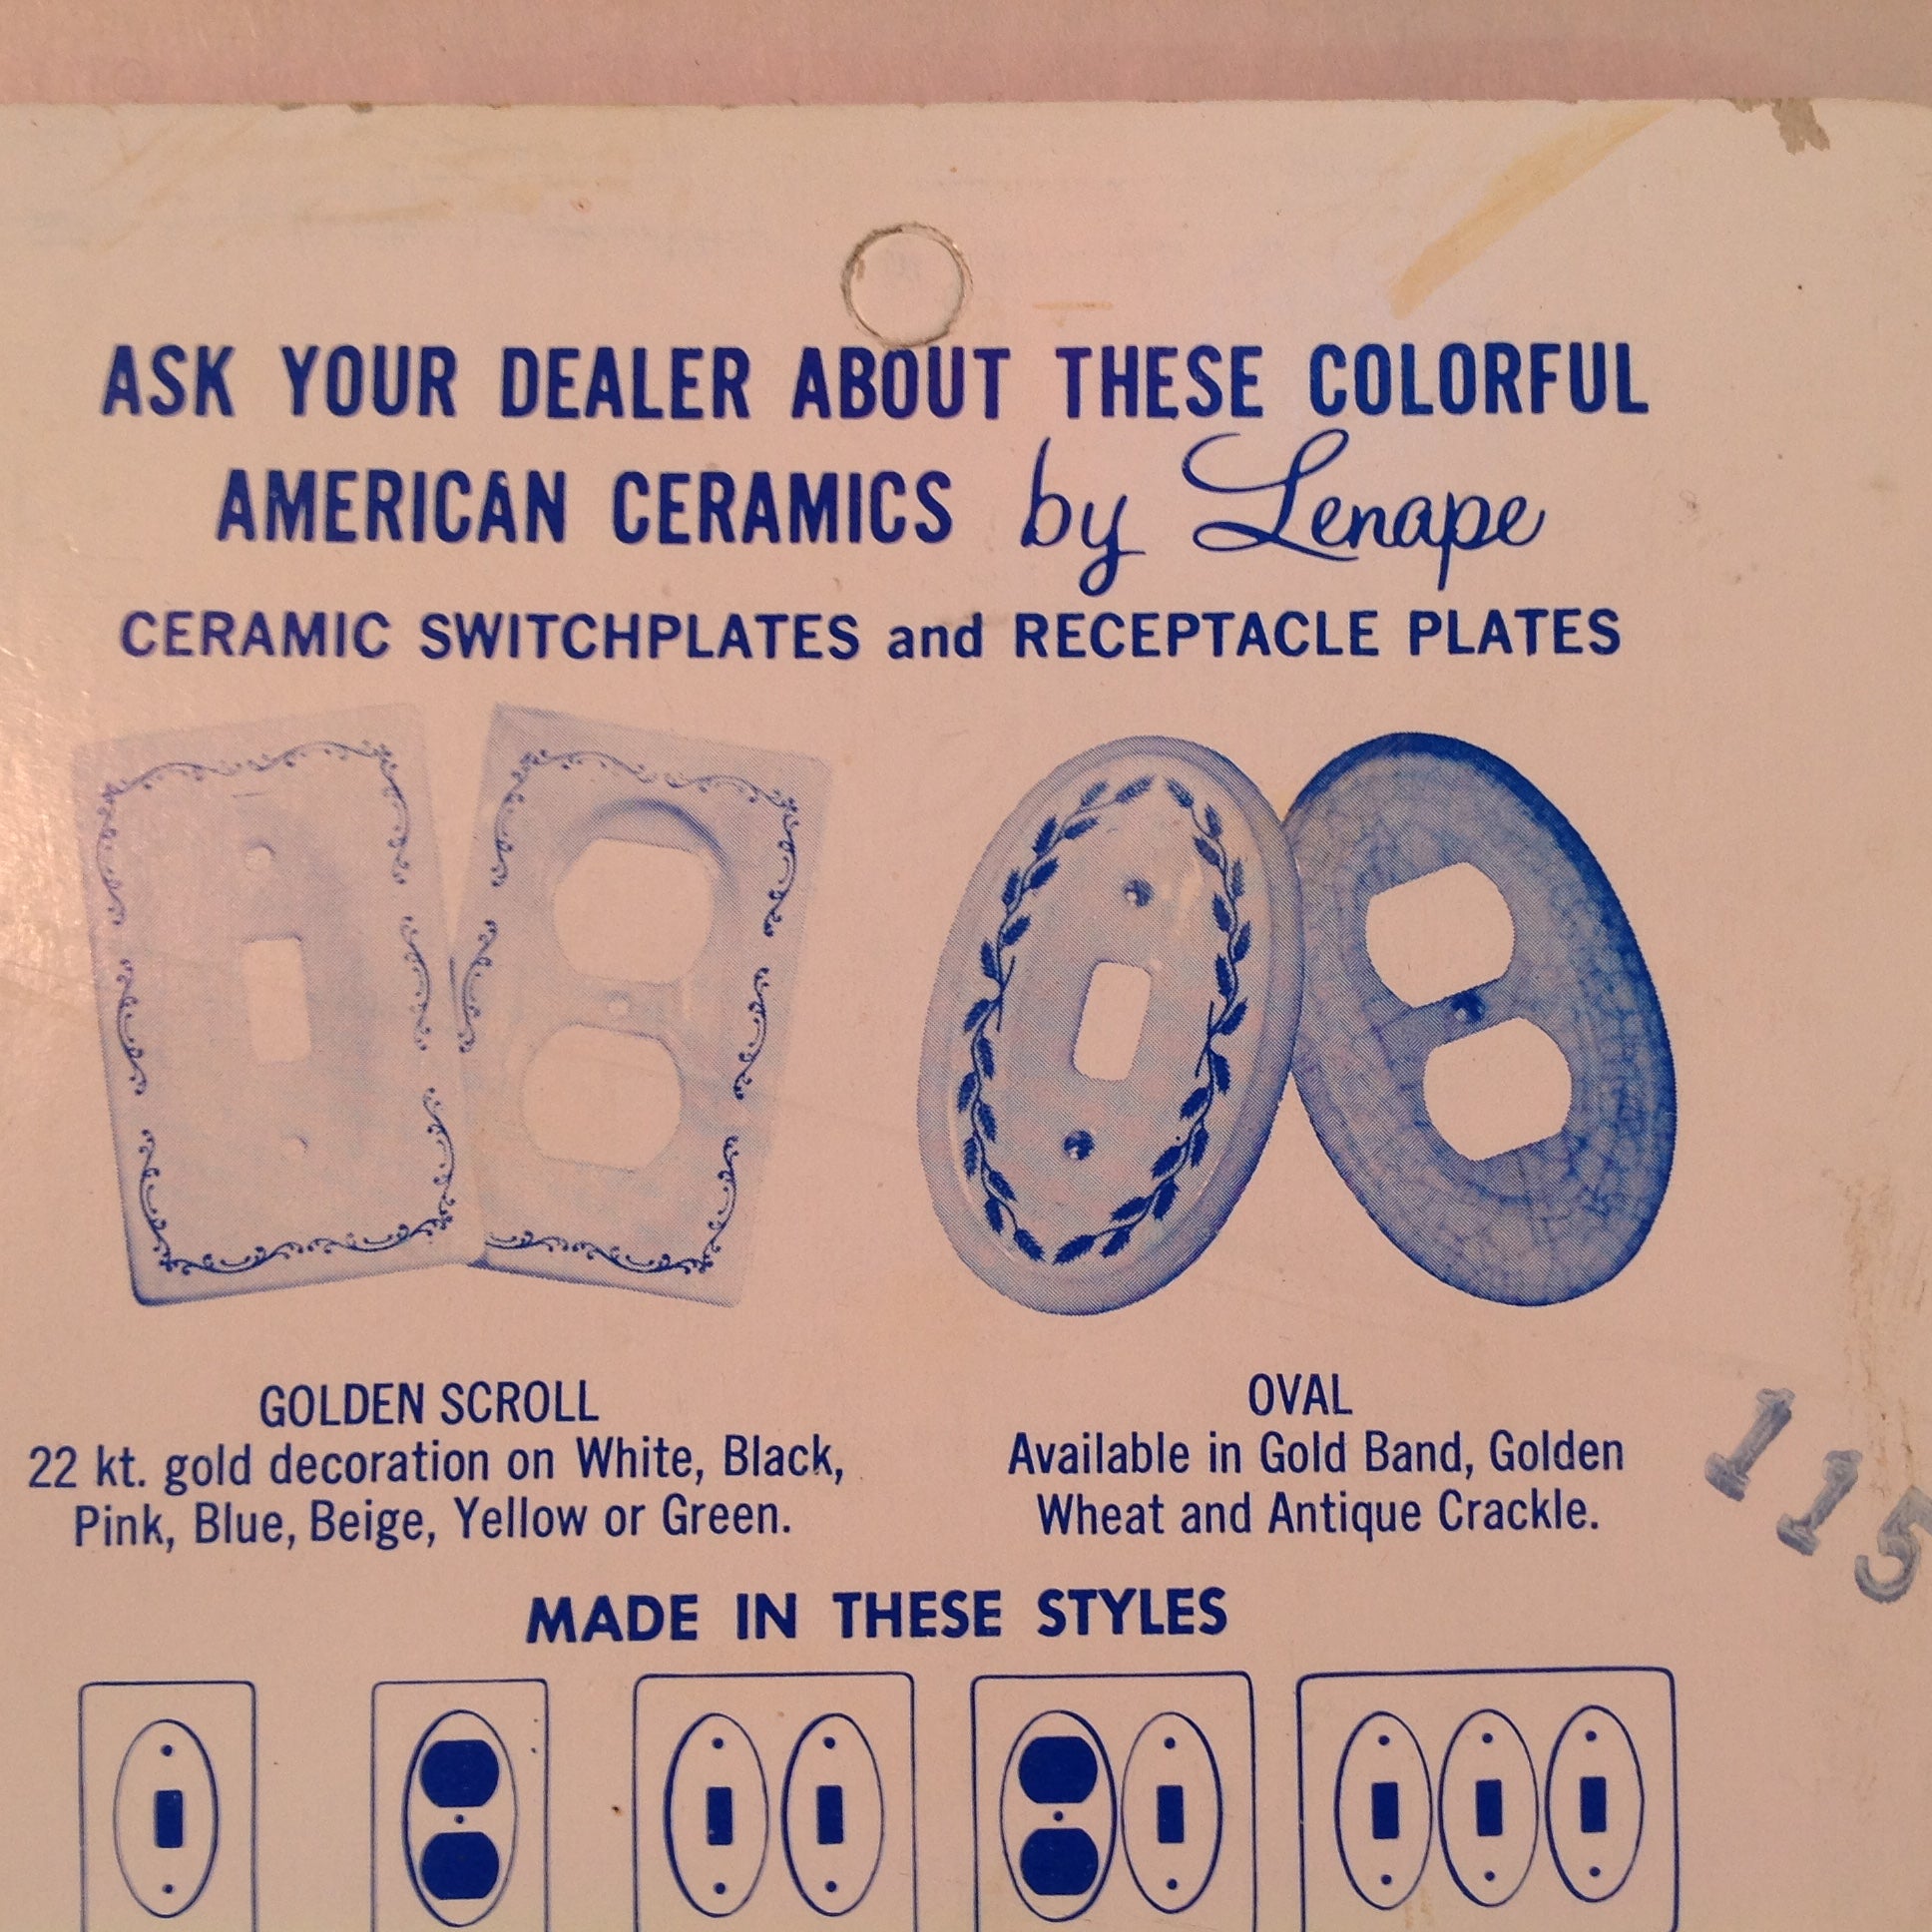 ASK YOUR DEALER ABOUT THESE COLORFUL
AMERICAN CERAMICS by Lenape
CERAMIC SWITCHPLATES and RECEPTACLE PLATES
GOLDEN SCROLL
22 kt. gold decoration on White, Black,
Pink, Blue, Beige, Yellow or Green.
OVAL
Available in Gold Band, Golden
Wheat and Antique Crackle.
115
MADE IN THESE STYLES